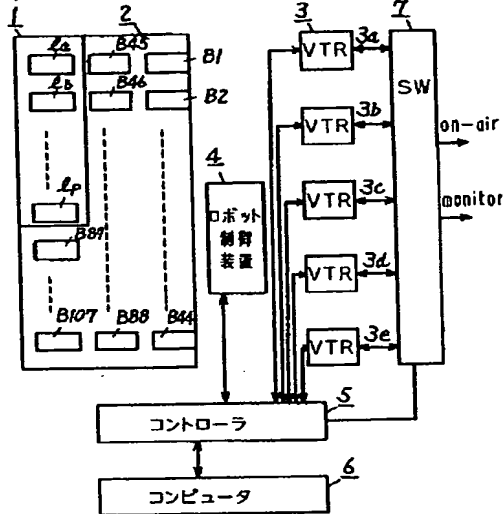 1
2
3
7
la
B45
B1
VTR
3a
SW
lb
B46
B2
on-air
VTR
3b
monitor
4
lp
ロボット
制御
装置
VTR
3c
B89
VTR
3d
B107
B88
B44
VTR
3e
5
コントローラ
6
コンピュータ